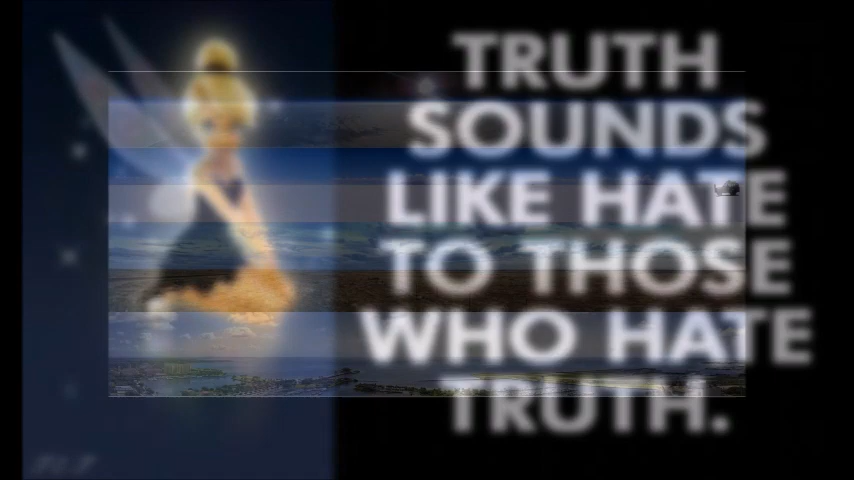 TRUTH
SOUNDS
LIKE HATE
TO THOSE
WHO HATE
TRUTH.